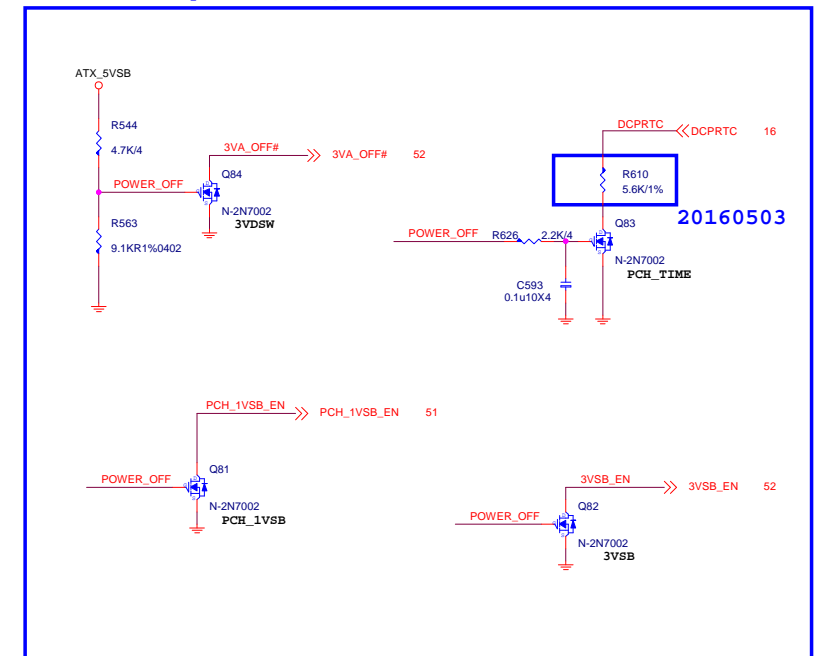 ATX_5VSB
R544
4.7K/4
3VA_OFF#
3VA_OFF# 52
POWER_OFF
Q84
N-2N7002
3VDSW
R563
9.1KR1%0402
DCPRTC
DCPRTC 16
R610
5.6K/1%
20160503
POWER_OFF
R626
2.2K/4
Q83
N-2N7002
PCH_TIME
C593
0.1u10X4
PCH_1VSB_EN
PCH_1VSB_EN 51
POWER_OFF
Q81
N-2N7002
PCH_1VSB
3VSB_EN
3VSB_EN 52
POWER_OFF
Q82
N-2N7002
3VSB